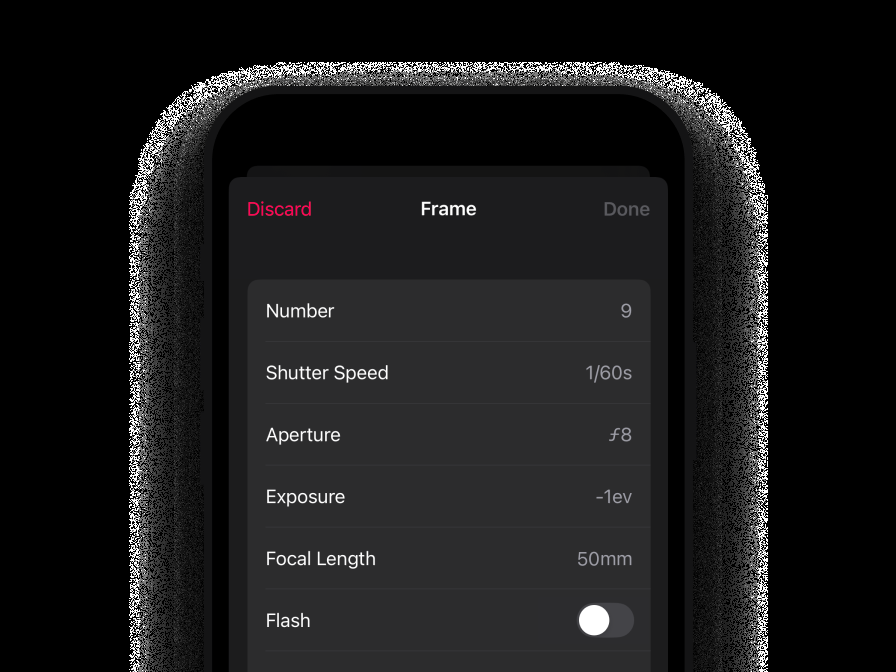 Discard Frame Done
Number 9
Shutter Speed 1/60s
Aperture ƒ8
Exposure -1ev
Focal Length 50mm
Flash